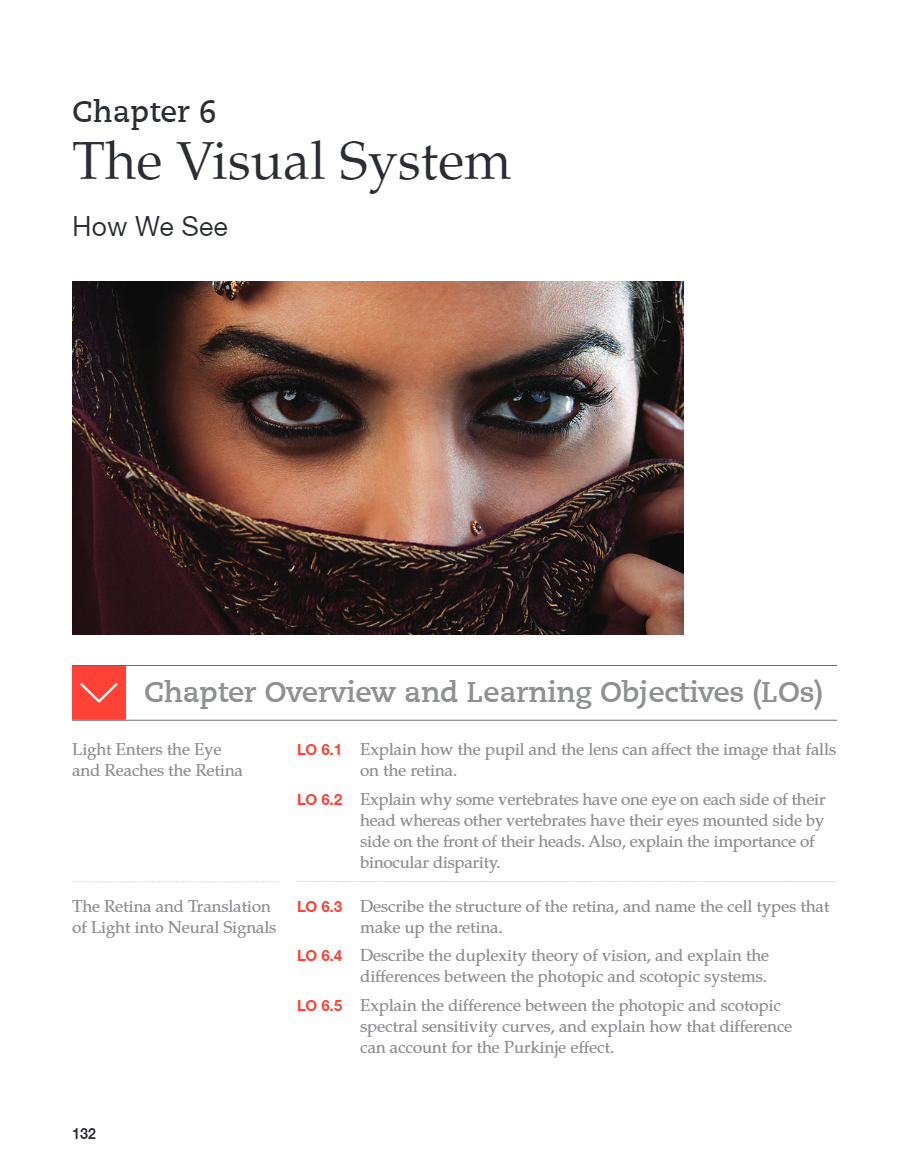 Chapter 6
The Visual System
How We See
Chapter Overview and Learning Objectives (LOs)
Light Enters the Eye
and Reaches the Retina
LO 6.1 Explain how the pupil and the lens can affect the image that falls
on the retina.
LO 6.2 Explain why some vertebrates have one eye on each side of their
head whereas other vertebrates have their eyes mounted side by
side on the front of their heads. Also, explain the importance of
binocular disparity.
The Retina and Translation
of Light into Neural Signals
LO 6.3 Describe the structure of the retina, and name the cell types that
make up the retina.
LO 6.4 Describe the duplexity theory of vision, and explain the
differences between the photopic and scotopic systems.
LO 6.5 Explain the difference between the photopic and scotopic
spectral sensitivity curves, and explain how that difference
can account for the Purkinje effect.
132